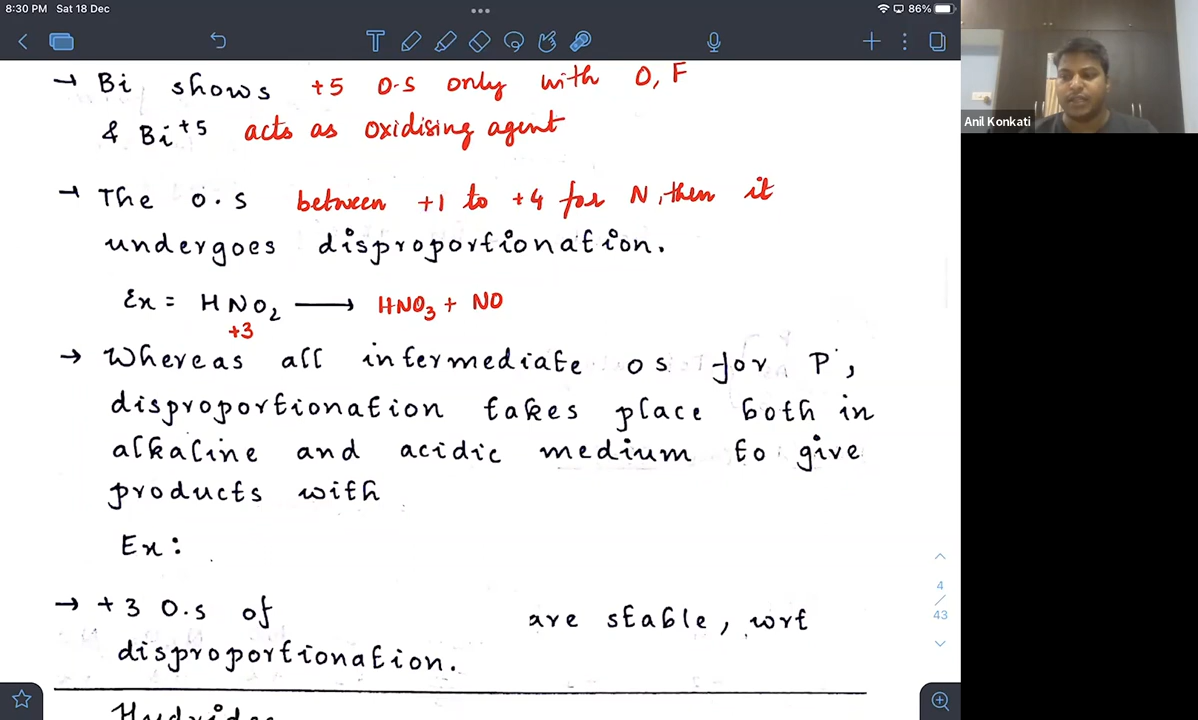 8:30 PM Sat 18 Dec
86%
→ Bi shows +5 O.S only with O, F
& Bi+5 acts as oxidising agent
→ The o.s between +1 to +4 for N, then it
undergoes disproportionation.
Ex = HNO2 ⟶ HNO3 + NO
+3
→ Whereas all intermediate os for P,
disproportionation takes place both in
alkaline and acidic medium to give
products with
Ex:
→ +3 O.s of are stable, wrt
disproportionation.
Hydrides
Anil Konkati
4
/
43